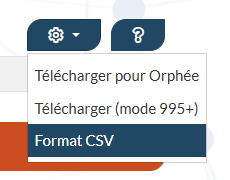 ?
Télécharger pour Orphée
Télécharger (mode 995+)
Format CSV